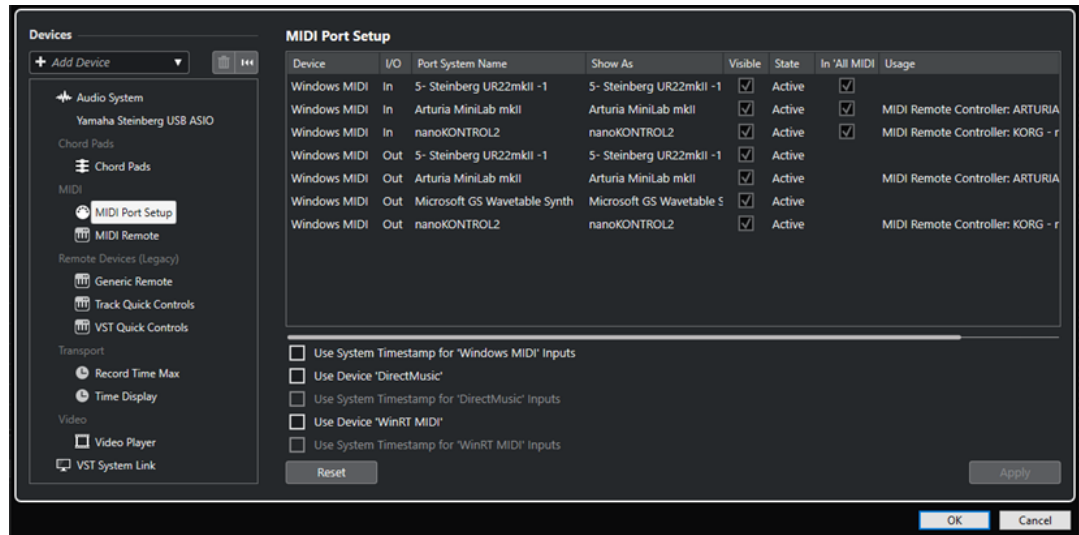 Devices
+ Add Device
Audio System
Yamaha Steinberg USB ASIO
Chord Pads
Chord Pads
MIDI
MIDI Port Setup
MIDI Remote
Remote Devices (Legacy)
Generic Remote
Track Quick Controls
VST Quick Controls
Transport
Record Time Max
Time Display
Video
Video Player
VST System Link
MIDI Port Setup
Device I/O Port System Name Show As Visible State In 'All MIDI Usage
Windows MIDI In 5- Steinberg UR22mkII -1 5- Steinberg UR22mkII -1 Active
Windows MIDI In Arturia MiniLab mkII Arturia MiniLab mkII Active MIDI Remote Controller: ARTURIA
Windows MIDI In nanoKONTROL2 nanoKONTROL2 Active MIDI Remote Controller: KORG - r
Windows MIDI Out 5- Steinberg UR22mkII -1 5- Steinberg UR22mkII -1 Active
Windows MIDI Out Arturia MiniLab mkII Arturia MiniLab mkII Active MIDI Remote Controller: ARTURIA
Windows MIDI Out Microsoft GS Wavetable Synth Microsoft GS Wavetable S Active
Windows MIDI Out nanoKONTROL2 nanoKONTROL2 Active MIDI Remote Controller: KORG - r
Use System Timestamp for 'Windows MIDI' Inputs
Use Device 'DirectMusic'
Use System Timestamp for 'DirectMusic' Inputs
Use Device 'WinRT MIDI'
Use System Timestamp for 'WinRT MIDI' Inputs
Reset Apply
OK Cancel